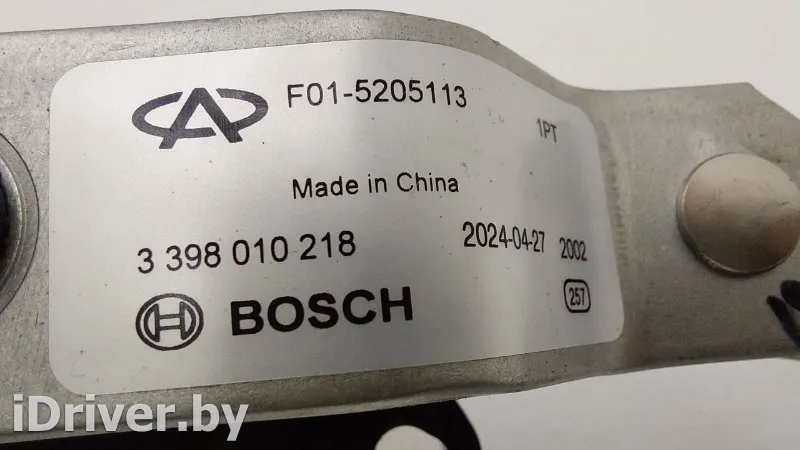 F01-5205113
1PT
Made in China
3 398 010 218
2024-04-27 2002
BOSCH
257
iDriver.by